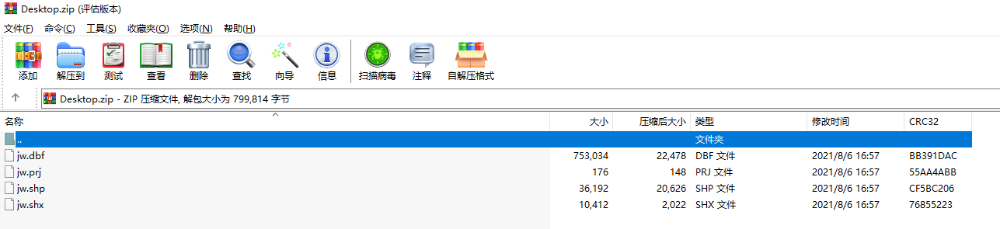 Desktop.zip (评估版本)
文件(F) 命令(C) 工具(S) 收藏夹(O) 选项(N) 帮助(H)
添加 解压到 测试 查看 删除 查找 向导 信息 扫描病毒 注释 自解压格式
Desktop.zip - ZIP 压缩文件, 解包大小为 799,814 字节
名称 大小 压缩后大小 类型 修改时间 CRC32
.. 文件夹
jw.dbf 753,034 22,478 DBF 文件 2021/8/6 16:57 BB391DAC
jw.prj 176 148 PRJ 文件 2021/8/6 16:57 55AA4ABB
jw.shp 36,192 20,626 SHP 文件 2021/8/6 16:57 CF5BC206
jw.shx 10,412 2,022 SHX 文件 2021/8/6 16:57 76855223